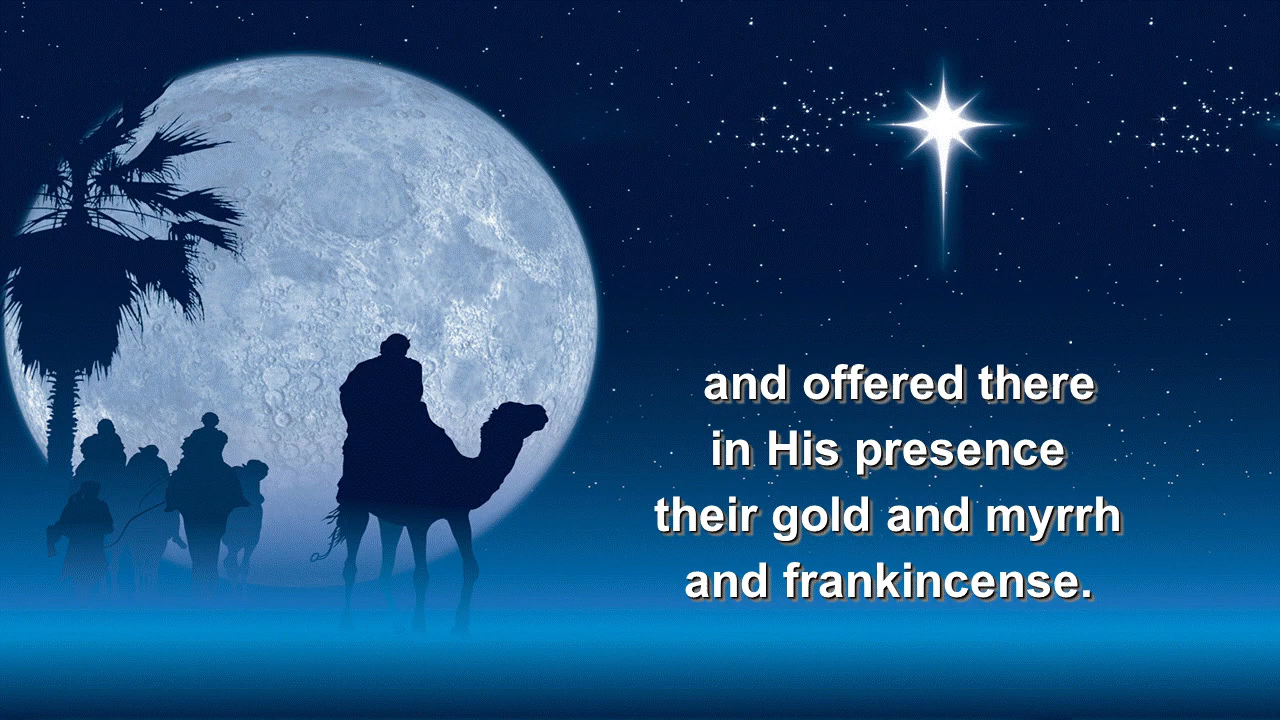 and offered there
in His presence
their gold and myrrh
and frankincense.